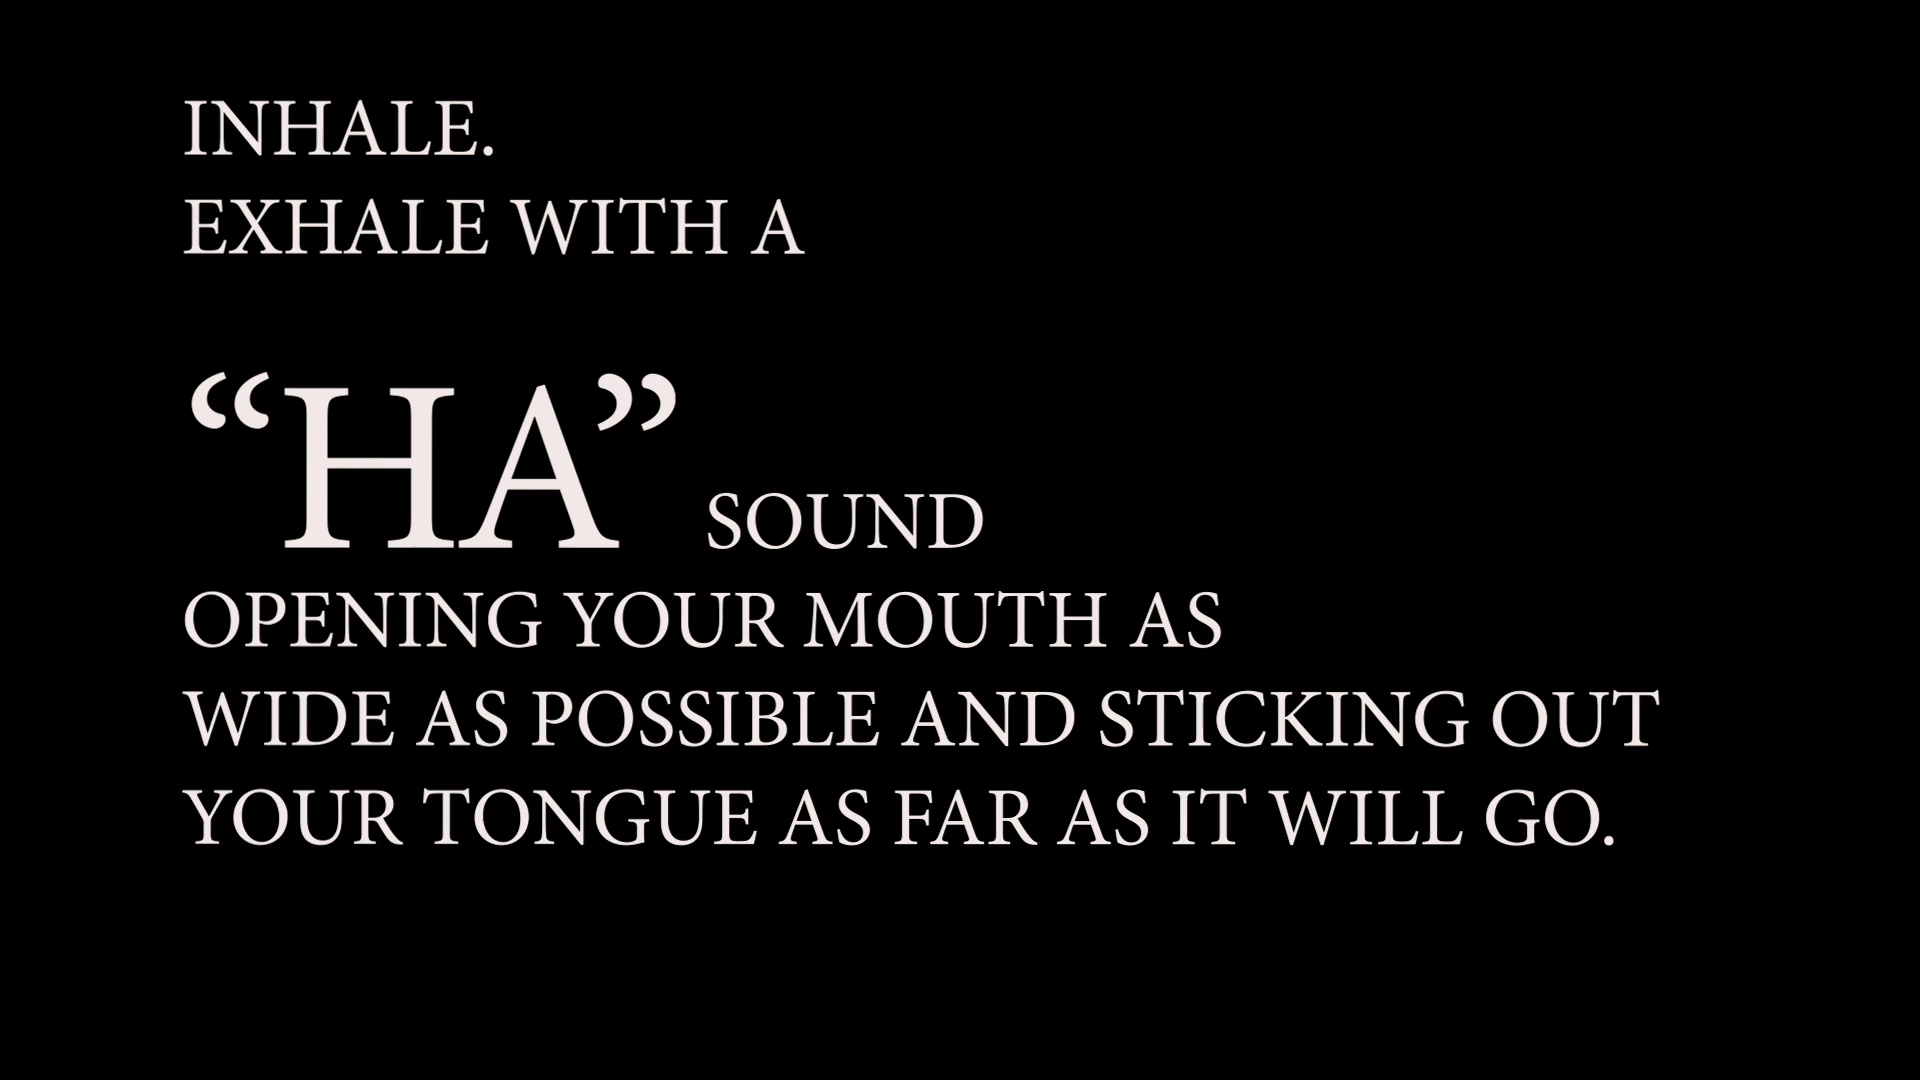 INHALE.
EXHALE WITH A
“HA” SOUND
OPENING YOUR MOUTH AS
WIDE AS POSSIBLE AND STICKING OUT
YOUR TONGUE AS FAR AS IT WILL GO.